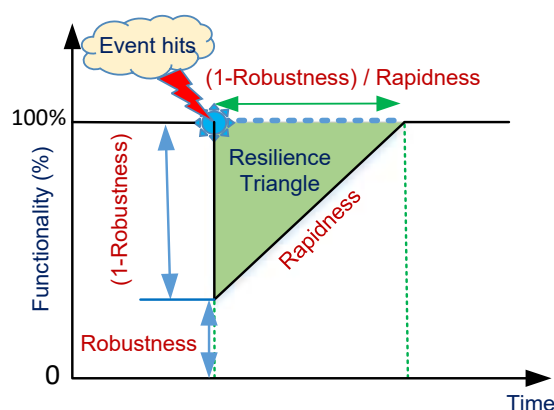 Event hits
(1-Robustness) / Rapidness
100%
Resilience
Triangle
Functionality (%)
(1-Robustness)
Rapidness
Robustness
0
Time